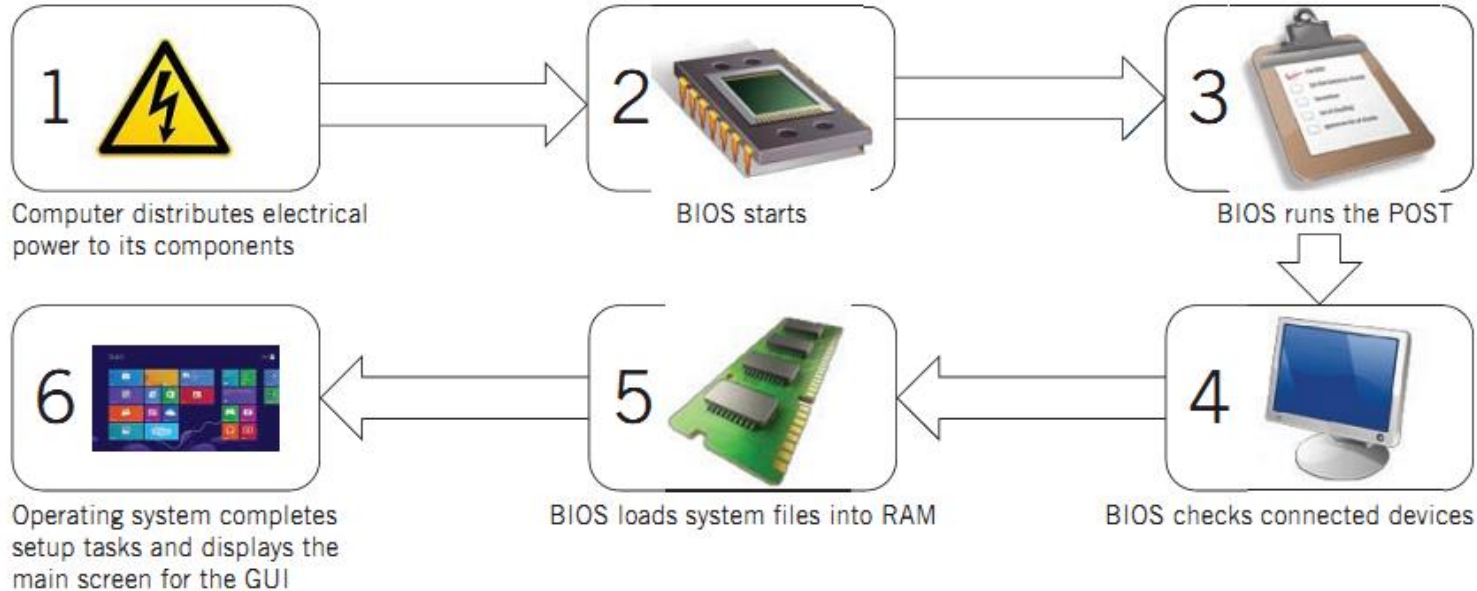 1
Computer distributes electrical
power to its components
2
BIOS starts
3
BIOS runs the POST
4
BIOS checks connected devices
5
BIOS loads system files into RAM
6
Start
Operating system completes
setup tasks and displays the
main screen for the GUI